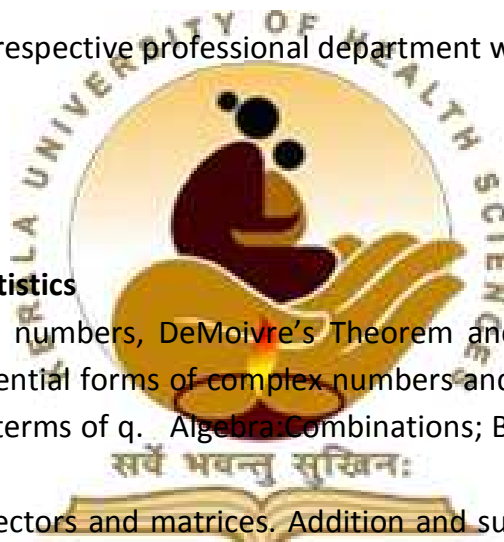 KERALA UNIVERSITY OF HEALTH SCIENCES
respective professional department w
tistics
numbers, DeMoivre's Theorem and
ential forms of complex numbers and
terms of q. Algebra:Combinations; B
सर्वे भवन्तु सुखिन:
ectors and matrices. Addition and su